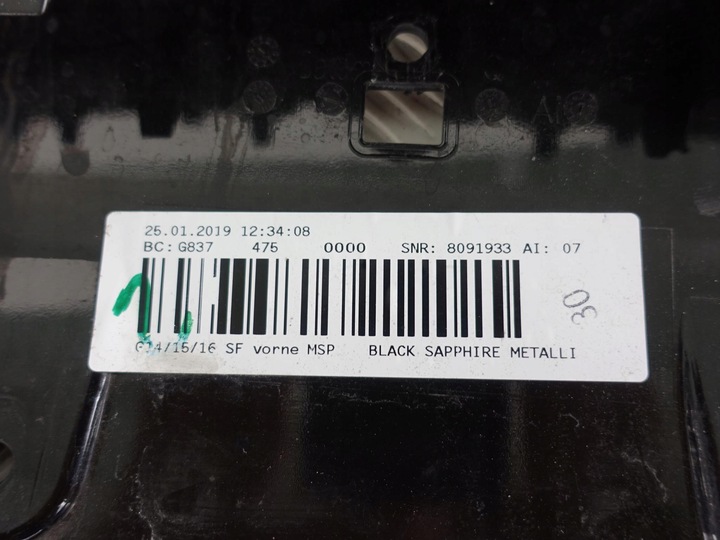 25.01.2019 12:34:08
BC: G837 475 0000 SNR: 8091933 AI: 07
30
G14/15/16 SF vorne MSP BLACK SAPPHIRE METALLI